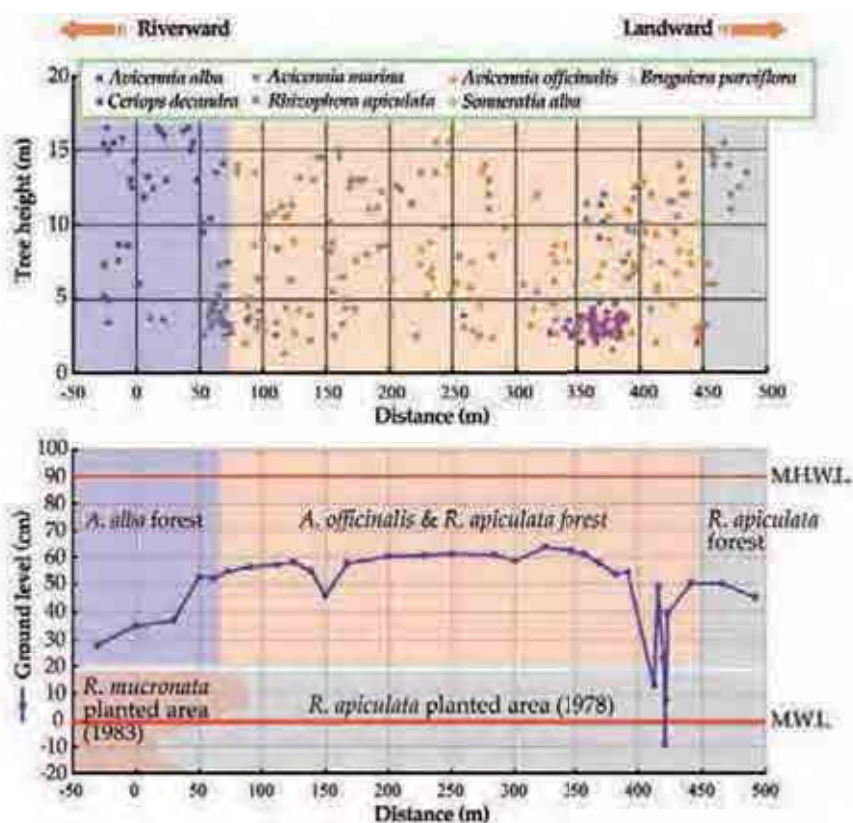 Riverward Landward
Avicennia alba Avicennia marina Avicennia officinalis Bruguiera parviflora
Ceriops decandra Rhizophora apiculata Sonneratia alba
Tree height (m)
20
15
10
5
0
-50 0 50 100 150 200 250 300 350 400 450 500
Distance (m)
Ground level (cm)
100
90
80
70
60
50
40
30
20
10
0
-10
-20
M.H.W.L.
A. alba forest A. officinalis & R. apiculata forest R. apiculata
forest
R. mucronata
planted area
(1983)
R. apiculata planted area (1978)
M.W.L.
-50 0 50 100 150 200 250 300 350 400 450 500
Distance (m)